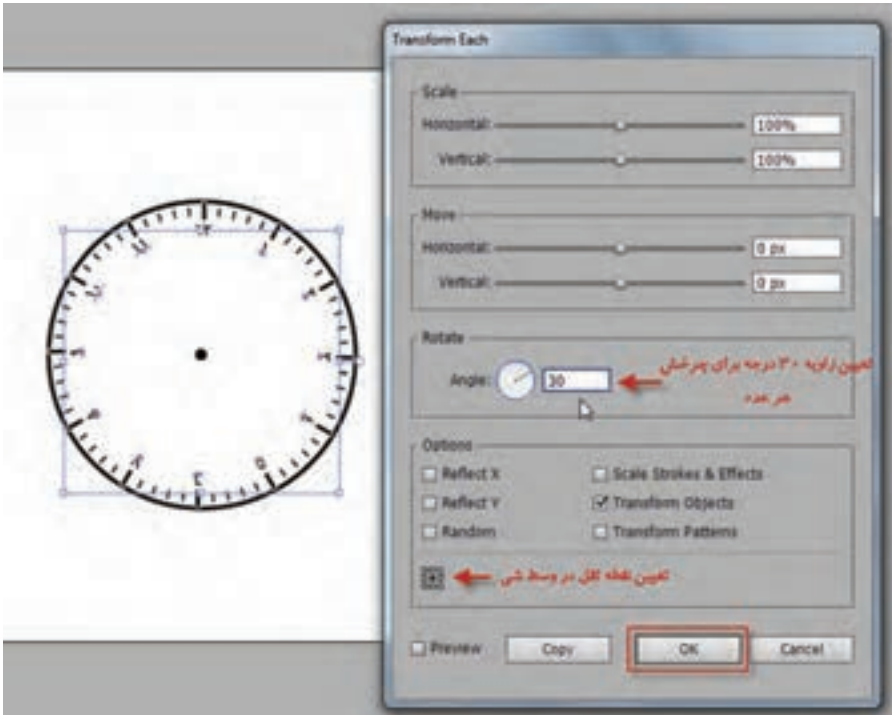 Transform Each
Scale
Horizontal: 100%
Vertical: 100%
Move
Horizontal: 0 px
Vertical: 0 px
Rotate
Angle: 30
تعیین زاویه ۳۰ درجه برای چرخش
هر عدد
Options
Reflect X
Scale Strokes & Effects
Reflect Y
Transform Objects
Random
Transform Patterns
تعیین نقطه ثقل در وسط شی
Preview Copy OK Cancel